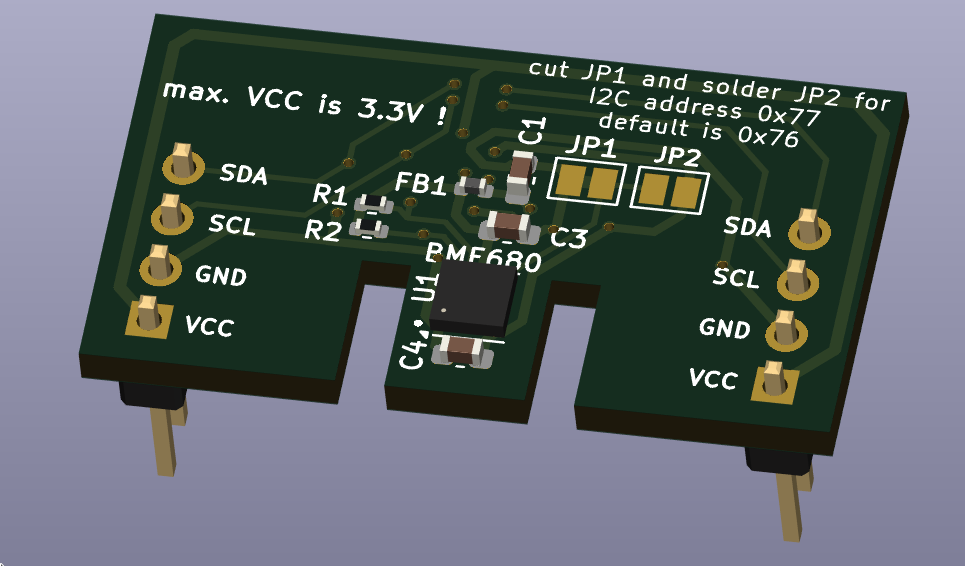 cut JP1 and solder JP2 for
I2C address 0x77
default is 0x76
max. VCC is 3.3V !
C1
JP1
JP2
SDA
FB1
R1
SCL
R2
C3
SDA
BME680
GND
SCL
U1
VCC
GND
C4
VCC